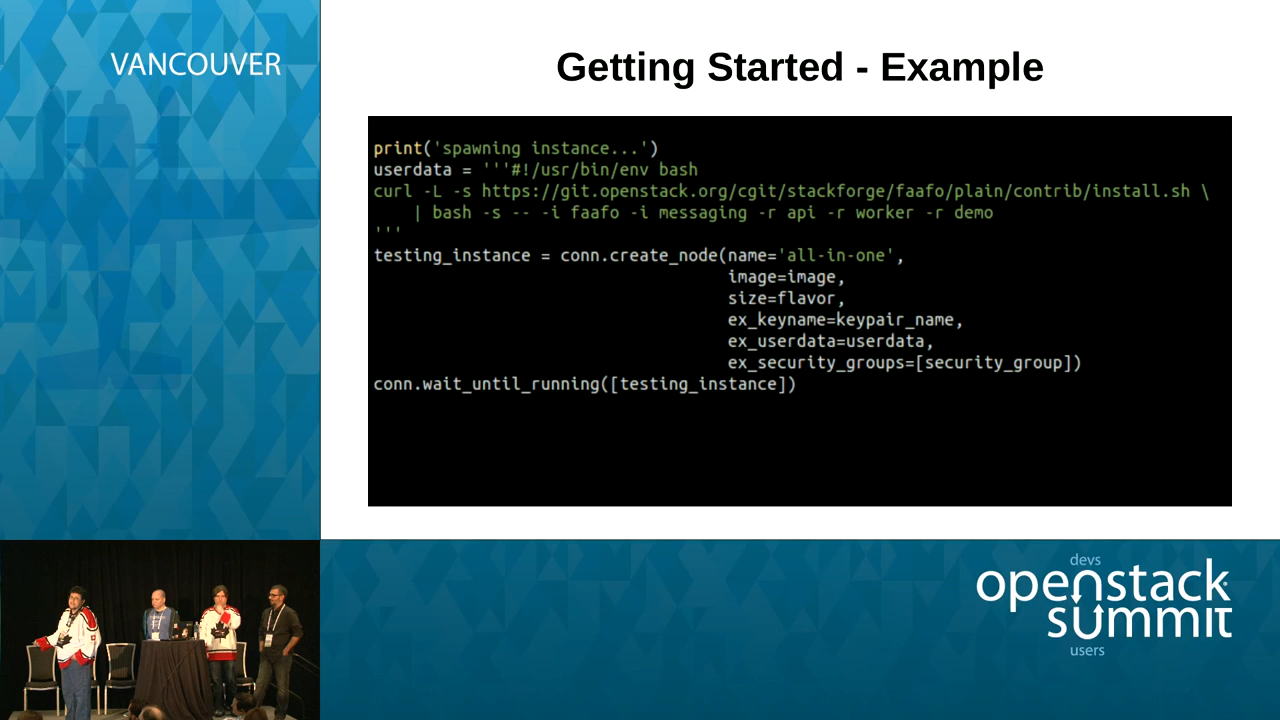 VANCOUVER
Getting Started - Example
print('spawning instance...')
userdata = '''#!/usr/bin/env bash
curl -L -s https://git.openstack.org/cgit/stackforge/faafo/plain/contrib/install.sh \
    | bash -s -- -i faafo -i messaging -r api -r worker -r demo
'''
testing_instance = conn.create_node(name='all-in-one',
                                    image=image,
                                    size=flavor,
                                    ex_keyname=keypair_name,
                                    ex_userdata=userdata,
                                    ex_security_groups=[security_group])
conn.wait_until_running([testing_instance])
devs
openstack
summit
users